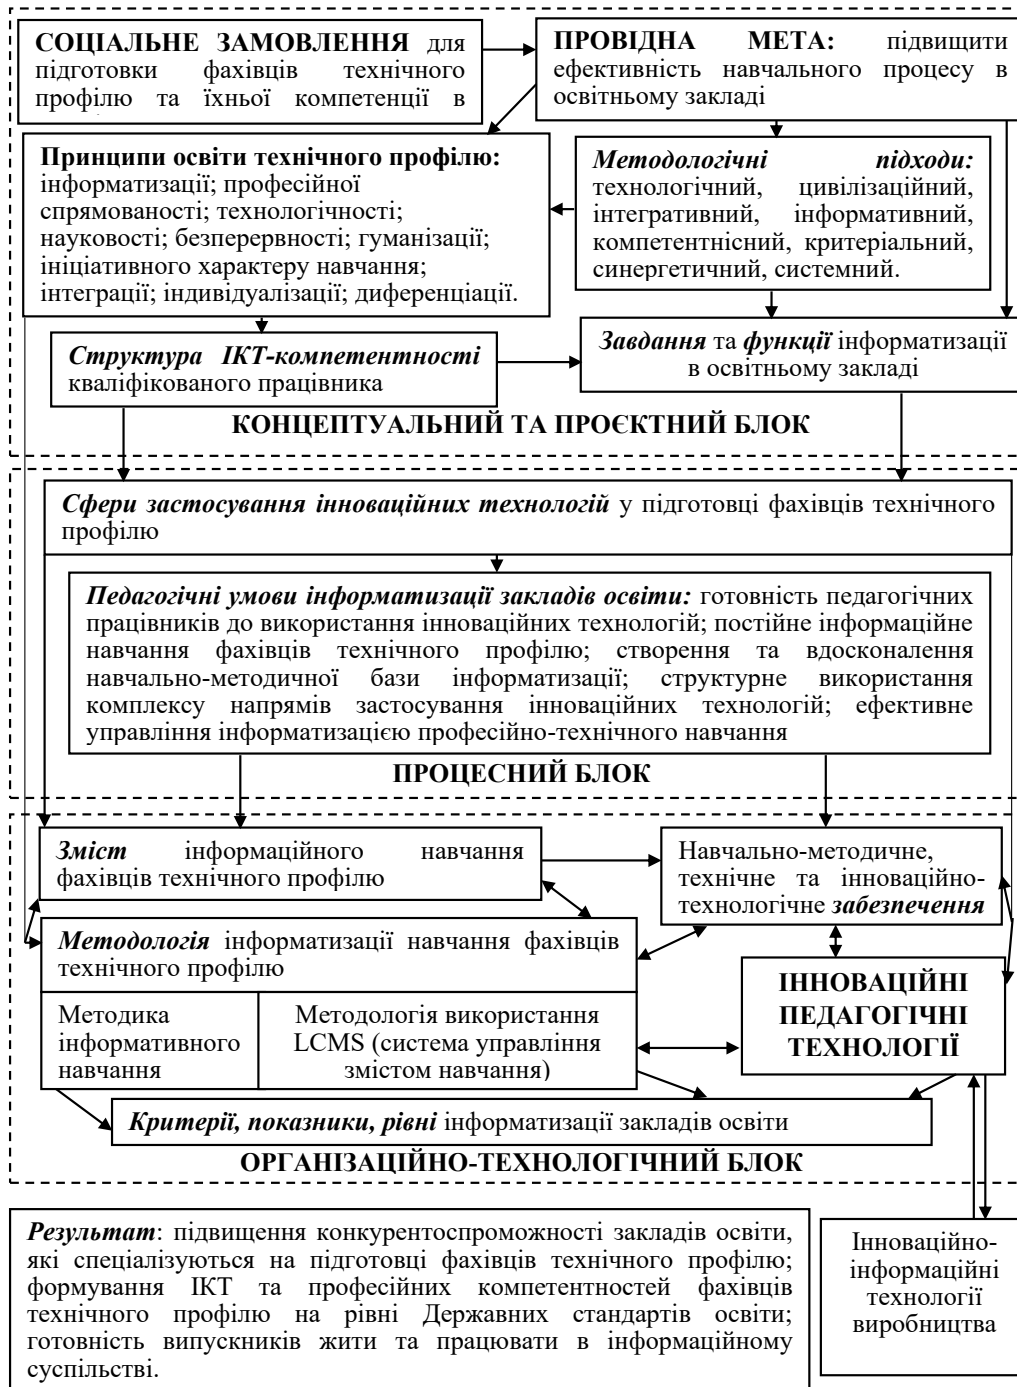 СОЦІАЛЬНЕ ЗАМОВЛЕННЯ для
підготовки фахівців технічного
профілю та їхньої компетенції в
ПРОВІДНА МЕТА: підвищити
ефективність навчального процесу в
освітньому закладі
Принципи освіти технічного профілю:
інформатизації; професійної
спрямованості; технологічності;
науковості; безперервності; гуманізації;
ініціативного характеру навчання;
інтеграції; індивідуалізації; диференціації.
Методологічні підходи:
технологічний, цивілізаційний,
інтегративний, інформативний,
компетентнісний, критеріальний,
синергетичний, системний.
Структура ІКТ-компетентності
кваліфікованого працівника
Завдання та функції інформатизації
в освітньому закладі
КОНЦЕПТУАЛЬНИЙ ТА ПРОЄКТНИЙ БЛОК
Сфери застосування інноваційних технологій у підготовці фахівців технічного
профілю
Педагогічні умови інформатизації закладів освіти: готовність педагогічних
працівників до використання інноваційних технологій; постійне інформаційне
навчання фахівців технічного профілю; створення та вдосконалення
навчально-методичної бази інформатизації; структурне використання
комплексу напрямів застосування інноваційних технологій; ефективне
управління інформатизацією професійно-технічного навчання
ПРОЦЕСНИЙ БЛОК
Зміст інформаційного навчання
фахівців технічного профілю
Навчально-методичне,
технічне та інноваційно-
технологічне забезпечення
Методологія інформатизації навчання фахівців
технічного профілю
Методика
інформативного
навчання
Методологія використання
LCMS (система управління
змістом навчання)
ІННОВАЦІЙНІ
ПЕДАГОГІЧНІ
ТЕХНОЛОГІЇ
Критерії, показники, рівні інформатизації закладів освіти
ОРГАНІЗАЦІЙНО-ТЕХНОЛОГІЧНИЙ БЛОК
Результат: підвищення конкурентоспроможності закладів освіти,
які спеціалізуються на підготовці фахівців технічного профілю;
формування ІКТ та професійних компетентностей фахівців
технічного профілю на рівні Державних стандартів освіти;
готовність випускників жити та працювати в інформаційному
суспільстві.
Інноваційно-
інформаційні
технології
виробництва